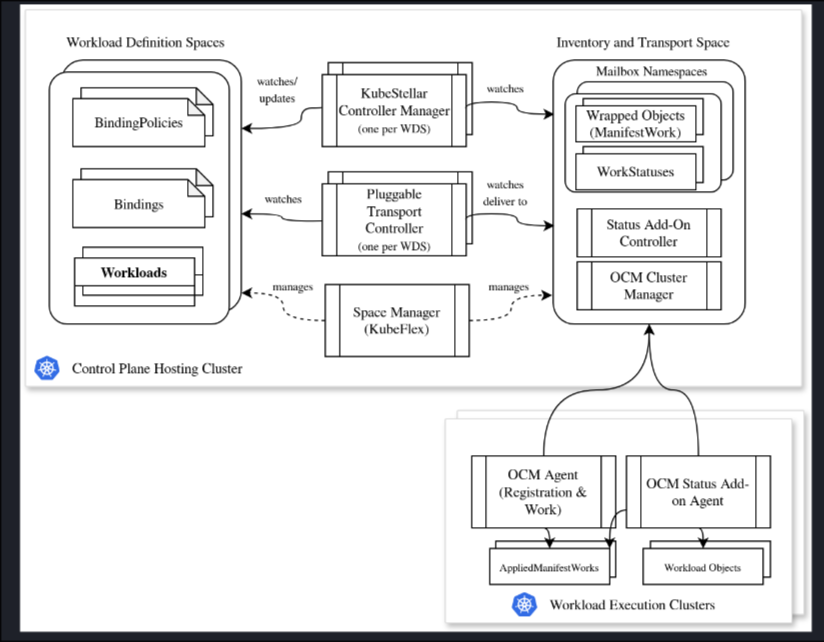 Workload Definition Spaces
Inventory and Transport Space
BindingPolicies
Bindings
Workloads
watches/
updates
watches
manages
KubeStellar
Controller Manager
(one per WDS)
Pluggable
Transport
Controller
(one per WDS)
Space Manager
(KubeFlex)
watches
watches
deliver to
manages
Mailbox Namespaces
Wrapped Objects
(ManifestWork)
WorkStatuses
Status Add-On
Controller
OCM Cluster
Manager
Control Plane Hosting Cluster
OCM Agent
(Registration &
Work)
OCM Status Add-
on Agent
AppliedManifestWorks
Workload Objects
Workload Execution Clusters